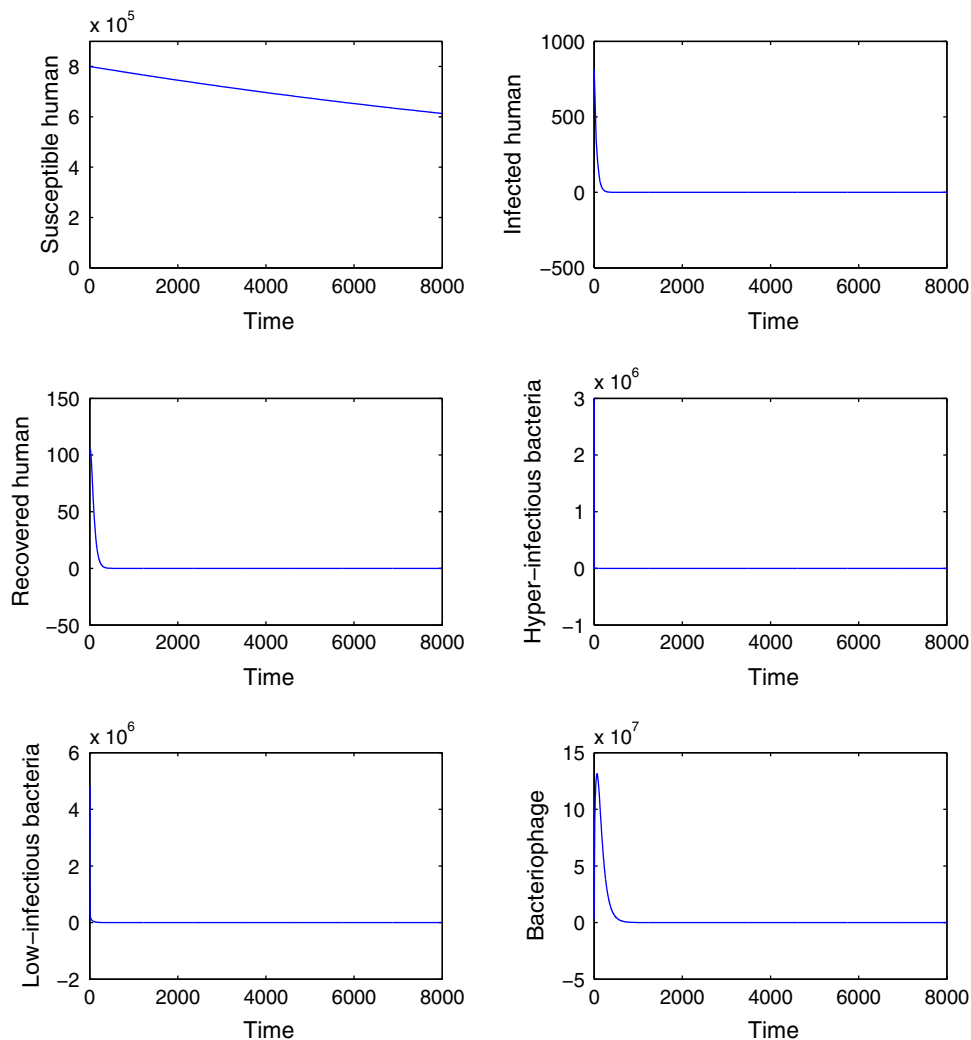 x 10^5
8
6
4
2
0
Susceptible human
0 2000 4000 6000 8000
Time
1000
500
0
−500
Infected human
0 2000 4000 6000 8000
Time
150
100
50
0
−50
Recovered human
0 2000 4000 6000 8000
Time
x 10^6
3
2
1
0
−1
Hyper−infectious bacteria
0 2000 4000 6000 8000
Time
x 10^6
6
4
2
0
−2
Low−infectious bacteria
0 2000 4000 6000 8000
Time
x 10^7
15
10
5
0
−5
Bacteriophage
0 2000 4000 6000 8000
Time